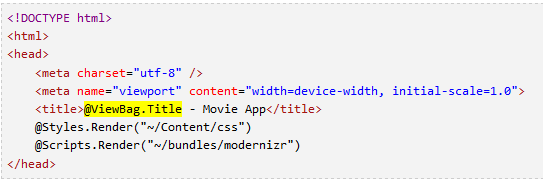 <!DOCTYPE html>
<html>
<head>
    <meta charset="utf-8" />
    <meta name="viewport" content="width=device-width, initial-scale=1.0">
    <title>@ViewBag.Title - Movie App</title>
    @Styles.Render("~/Content/css")
    @Scripts.Render("~/bundles/modernizr")
</head>